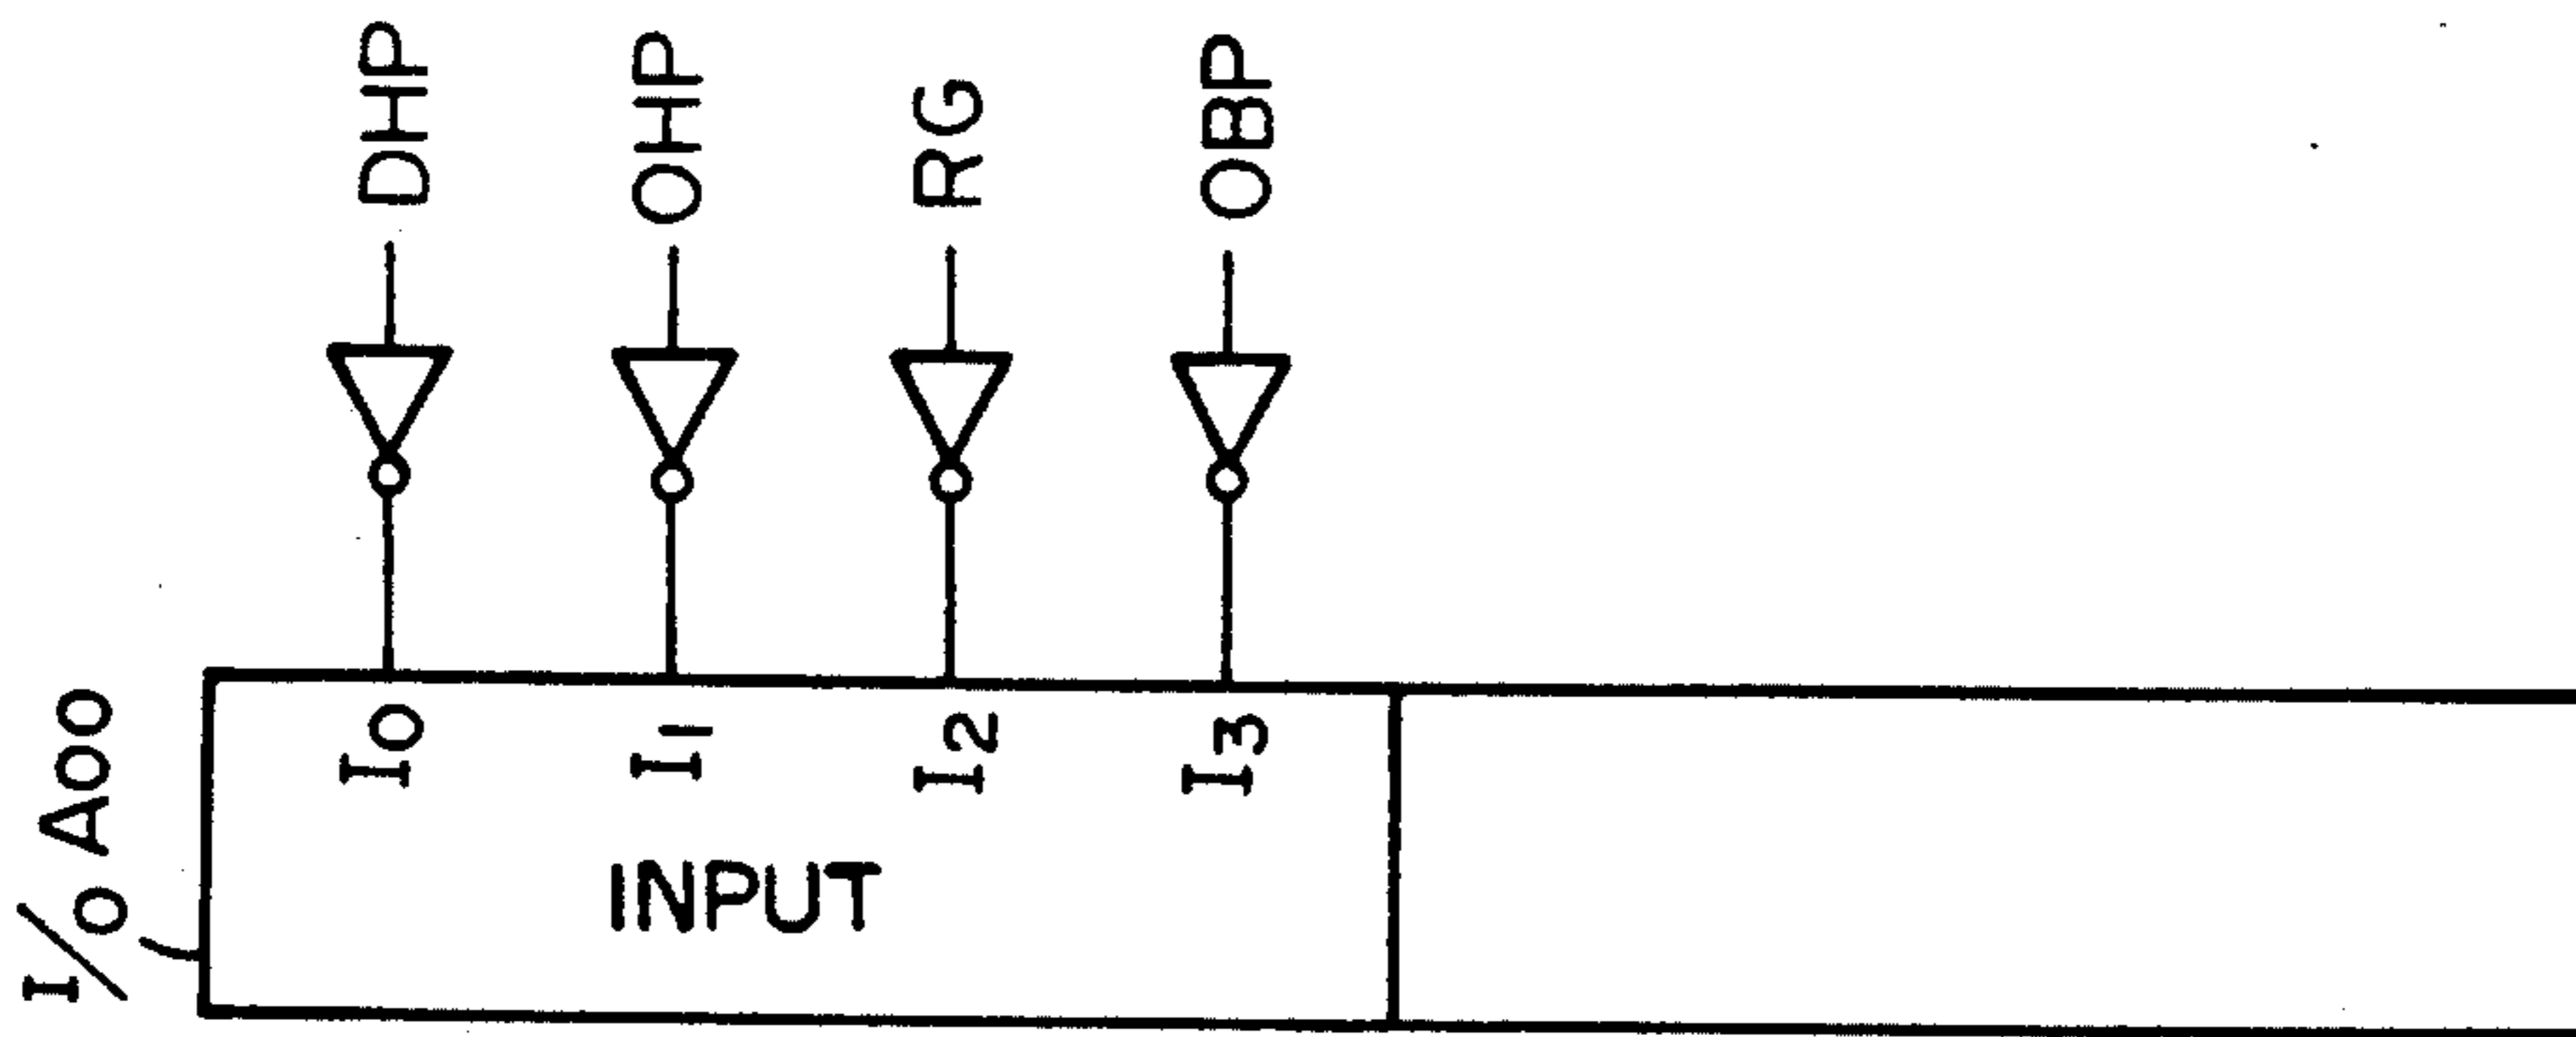 DHP
OHP
RG
OBP
I0
I1
I2
I3
I/O A00
INPUT